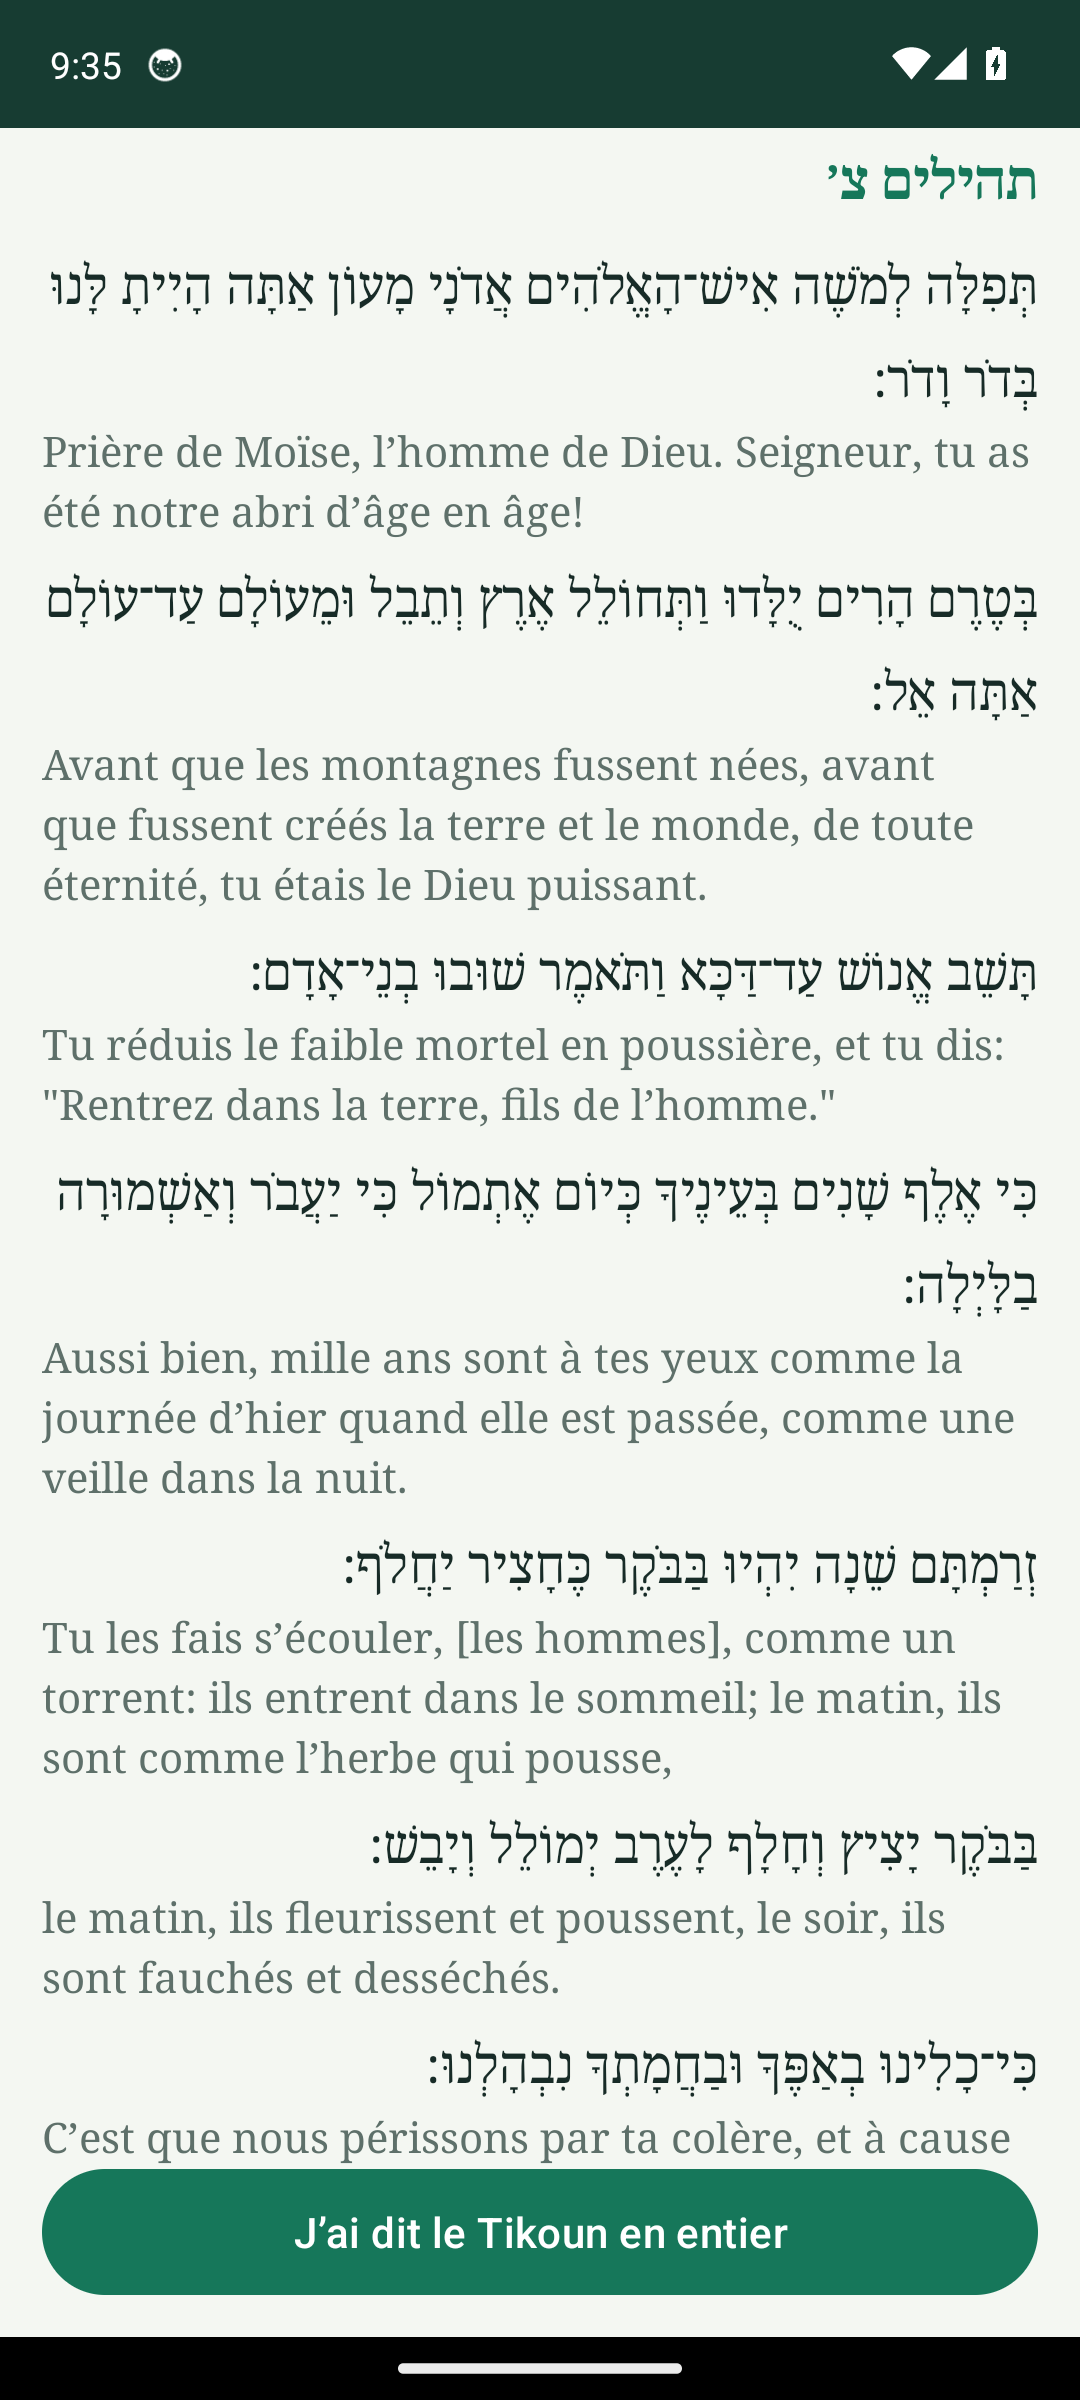 9:35
תהילים צ׳
תְּפִלָּה לְמֹשֶׁה אִישׁ־הָאֱלֹהִים אֲדֹנָי מָעוֹן אַתָּה הָיִיתָ לָּנוּ
בְּדֹר וָדֹר:
Prière de Moïse, l’homme de Dieu. Seigneur, tu as
été notre abri d’âge en âge!
בְּטֶרֶם הָרִים יֻלָּדוּ וַתְּחוֹלֵל אֶרֶץ וְתֵבֵל וּמֵעוֹלָם עַד־עוֹלָם
אַתָּה אֵל:
Avant que les montagnes fussent nées, avant
que fussent créés la terre et le monde, de toute
éternité, tu étais le Dieu puissant.
תָּשֵׁב אֱנוֹשׁ עַד־דַּכָּא וַתֹּאמֶר שׁוּבוּ בְנֵי־אָדָם:
Tu réduis le faible mortel en poussière, et tu dis:
"Rentrez dans la terre, fils de l’homme."
כִּי אֶלֶף שָׁנִים בְּעֵינֶיךָ כְּיוֹם אֶתְמוֹל כִּי יַעֲבֹר וְאַשְׁמוּרָה
בַלָּיְלָה:
Aussi bien, mille ans sont à tes yeux comme la
journée d’hier quand elle est passée, comme une
veille dans la nuit.
זְרַמְתָּם שֵׁנָה יִהְיוּ בַּבֹּקֶר כֶּחָצִיר יַחֲלֹף:
Tu les fais s’écouler, [les hommes], comme un
torrent: ils entrent dans le sommeil; le matin, ils
sont comme l’herbe qui pousse,
בַּבֹּקֶר יָצִיץ וְחָלָף לָעֶרֶב יְמוֹלֵל וְיָבֵשׁ:
le matin, ils fleurissent et poussent, le soir, ils
sont fauchés et desséchés.
כִּי־כָלִינוּ בְאַפֶּךָ וּבַחֲמָתְךָ נִבְהָלְנוּ:
C’est que nous périssons par ta colère, et à cause
J’ai dit le Tikoun en entier